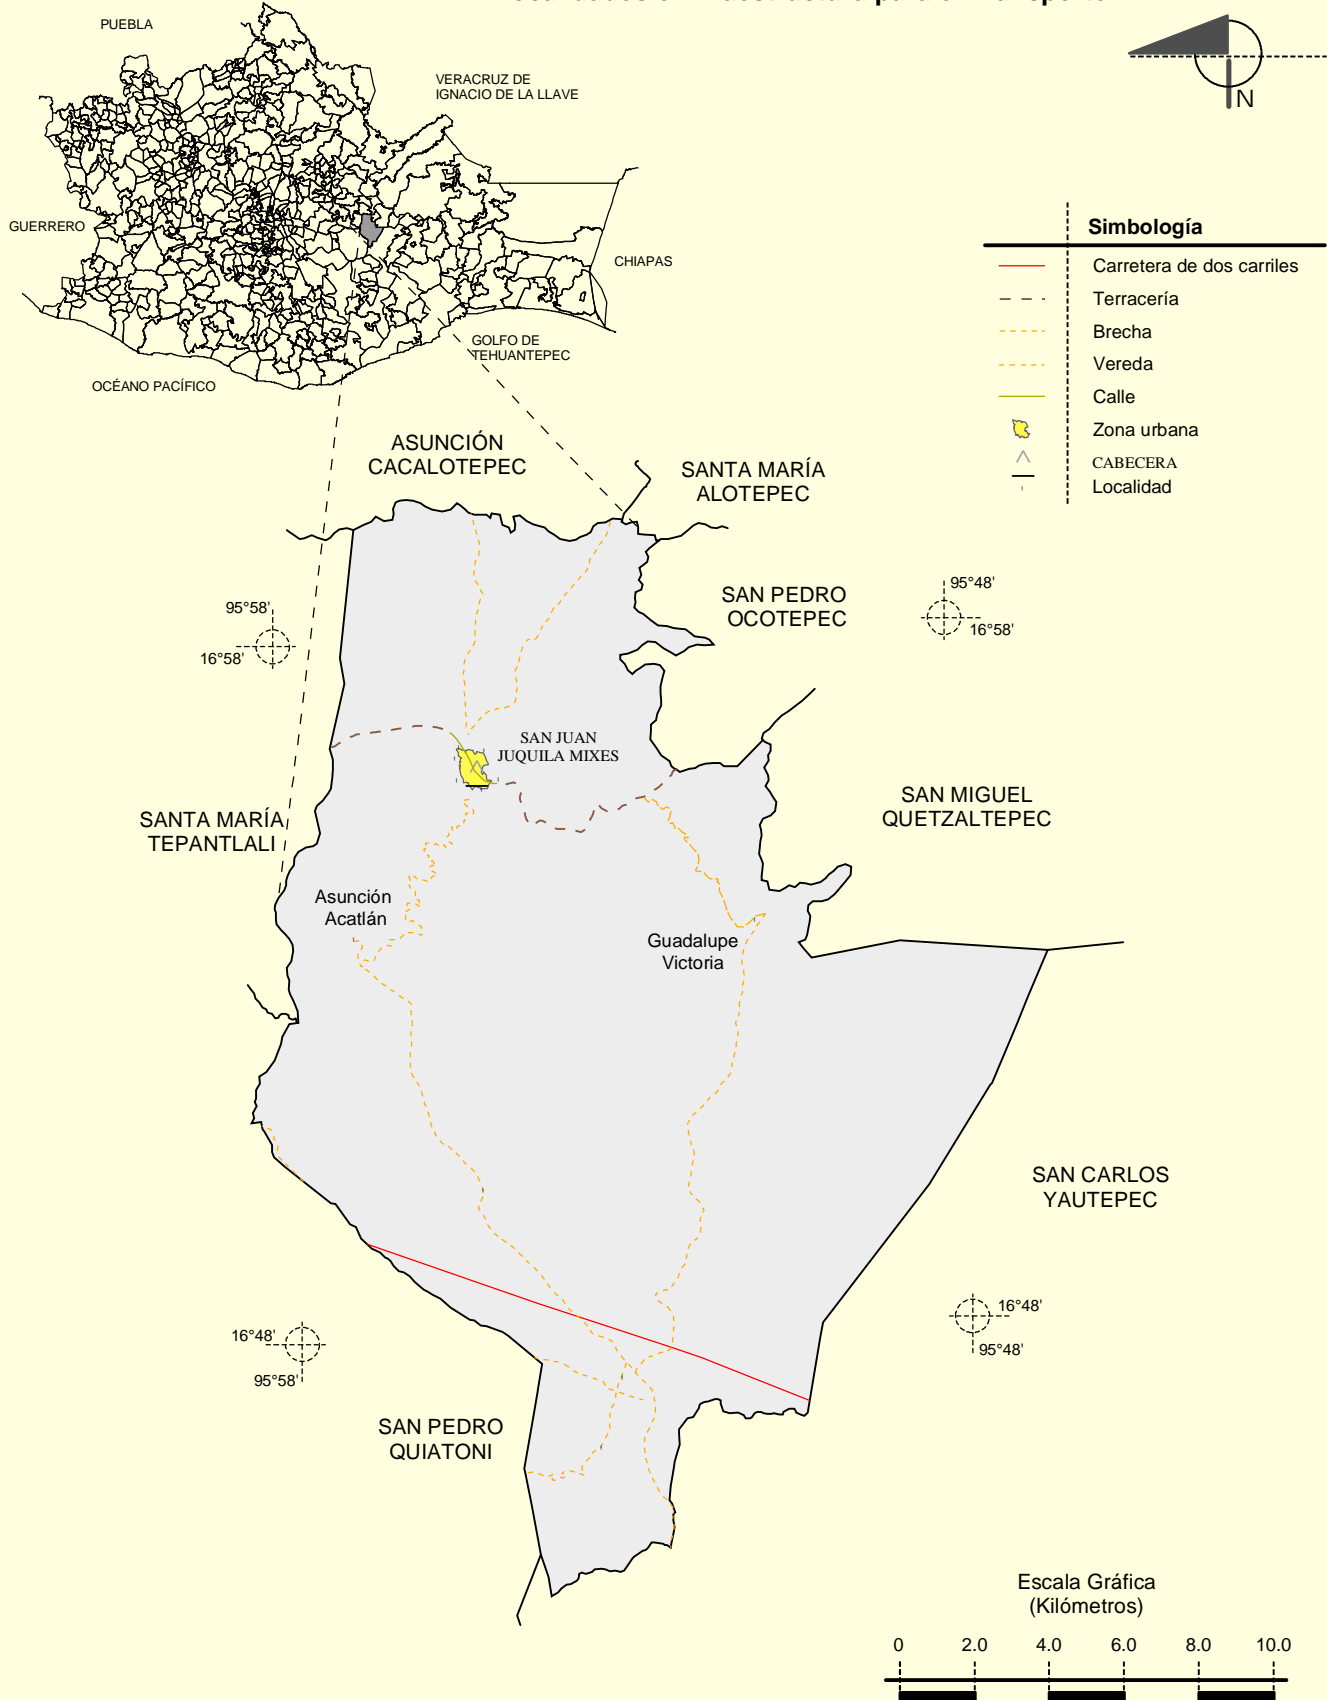 PUEBLA
VERACRUZ DE
IGNACIO DE LA LLAVE
GUERRERO
CHIAPAS
GOLFO DE
TEHUANTEPEC
OCÉANO PACÍFICO
N
Simbología
Carretera de dos carriles
Terracería
Brecha
Vereda
Calle
Zona urbana
CABECERA
Localidad
ASUNCIÓN
CACALOTEPEC
SANTA MARÍA
ALOTEPEC
SAN PEDRO
OCOTEPEC
95°58'
16°58'
95°48'
16°58'
SAN JUAN
JUQUILA MIXES
SANTA MARÍA
TEPANTLALI
SAN MIGUEL
QUETZALTEPEC
Asunción
Acatlán
Guadalupe
Victoria
SAN CARLOS
YAUTEPEC
16°48'
95°58'
16°48'
95°48'
SAN PEDRO
QUIATONI
Escala Gráfica
(Kilómetros)
0 2.0 4.0 6.0 8.0 10.0